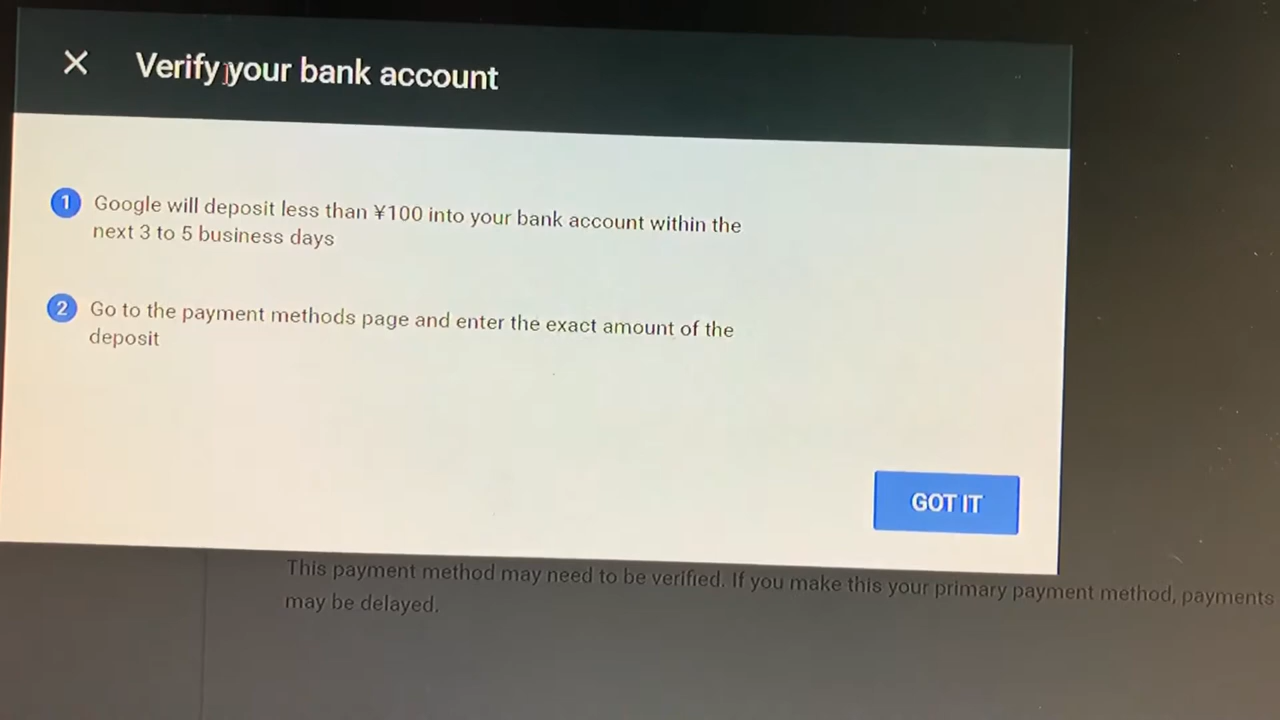 Verify your bank account
1 Google will deposit less than ¥100 into your bank account within the
next 3 to 5 business days
2 Go to the payment methods page and enter the exact amount of the
deposit
GOT IT
This payment method may need to be verified. If you make this your primary payment method, payments
may be delayed.